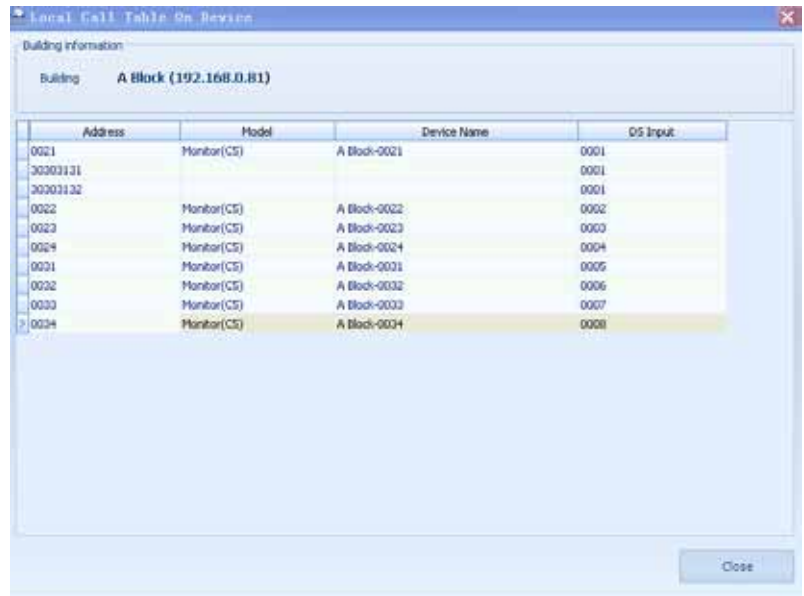 Local Call Table On Device
Building information
Building A Block (192.168.0.81)
Address Model Device Name DS Input
0021 Monitor(CS) A Block-0021 0001
30303131 0001
30303132 0001
0022 Monitor(CS) A Block-0022 0002
0023 Monitor(CS) A Block-0023 0003
0024 Monitor(CS) A Block-0024 0004
0031 Monitor(CS) A Block-0031 0005
0032 Monitor(CS) A Block-0032 0006
0033 Monitor(CS) A Block-0033 0007
0034 Monitor(CS) A Block-0034 0008
Close